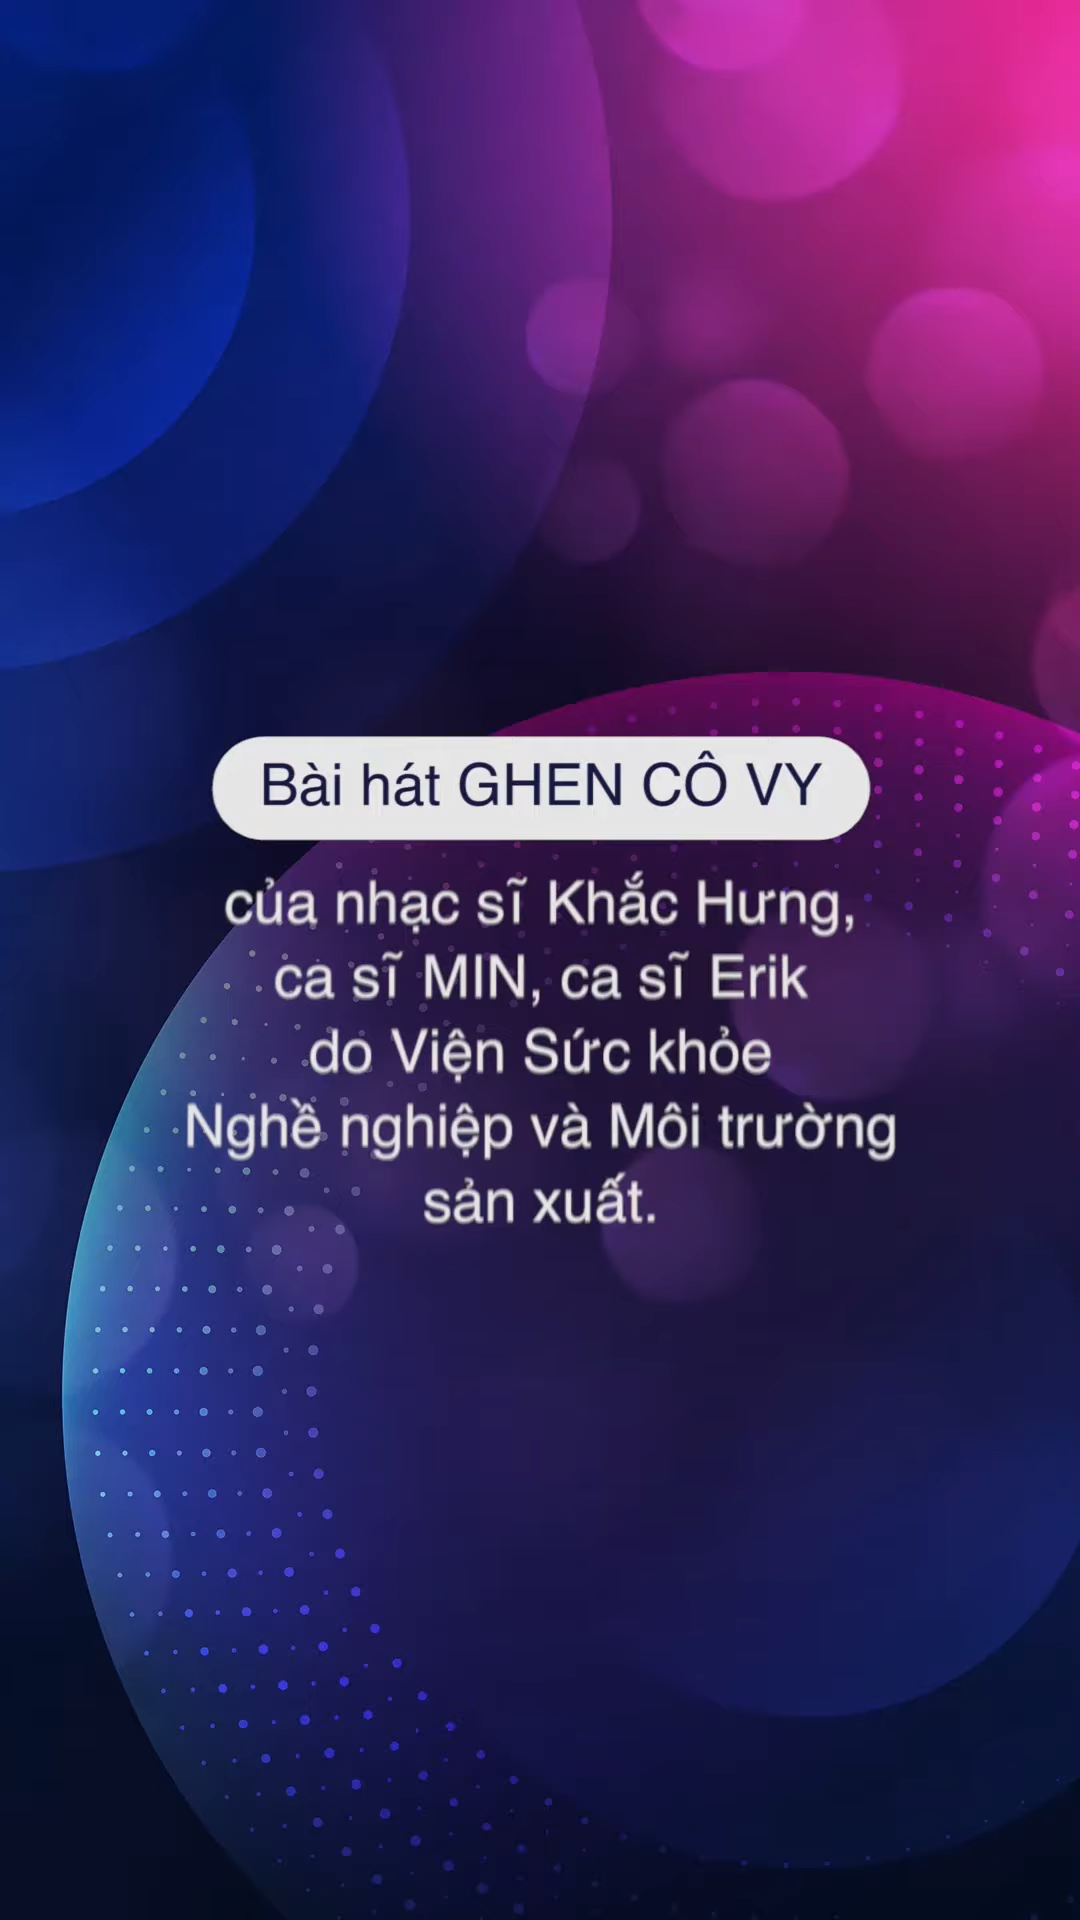 Bài hát GHEN CÔ VY
của nhạc sĩ Khắc Hưng,
ca sĩ MIN, ca sĩ Erik
do Viện Sức khỏe
Nghề nghiệp và Môi trường
sản xuất.